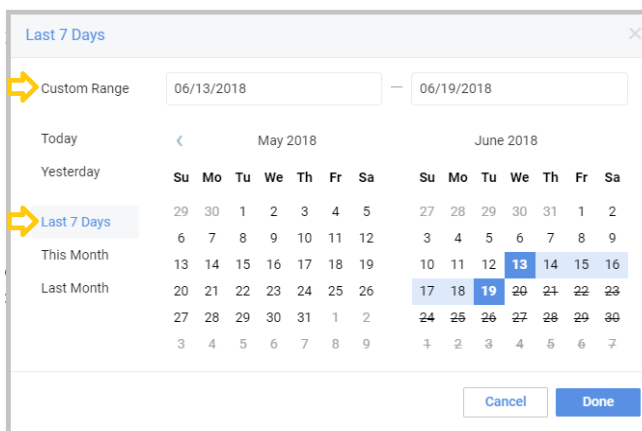 Last 7 Days
Custom Range 06/13/2018 — 06/19/2018
Today
Yesterday
Last 7 Days
This Month
Last Month
May 2018
Su Mo Tu We Th Fr Sa
29 30 1 2 3 4 5
6 7 8 9 10 11 12
13 14 15 16 17 18 19
20 21 22 23 24 25 26
27 28 29 30 31 1 2
3 4 5 6 7 8 9
June 2018
Su Mo Tu We Th Fr Sa
27 28 29 30 31 1 2
3 4 5 6 7 8 9
10 11 12 13 14 15 16
17 18 19 20 21 22 23
24 25 26 27 28 29 30
1 2 3 4 5 6 7
Cancel Done